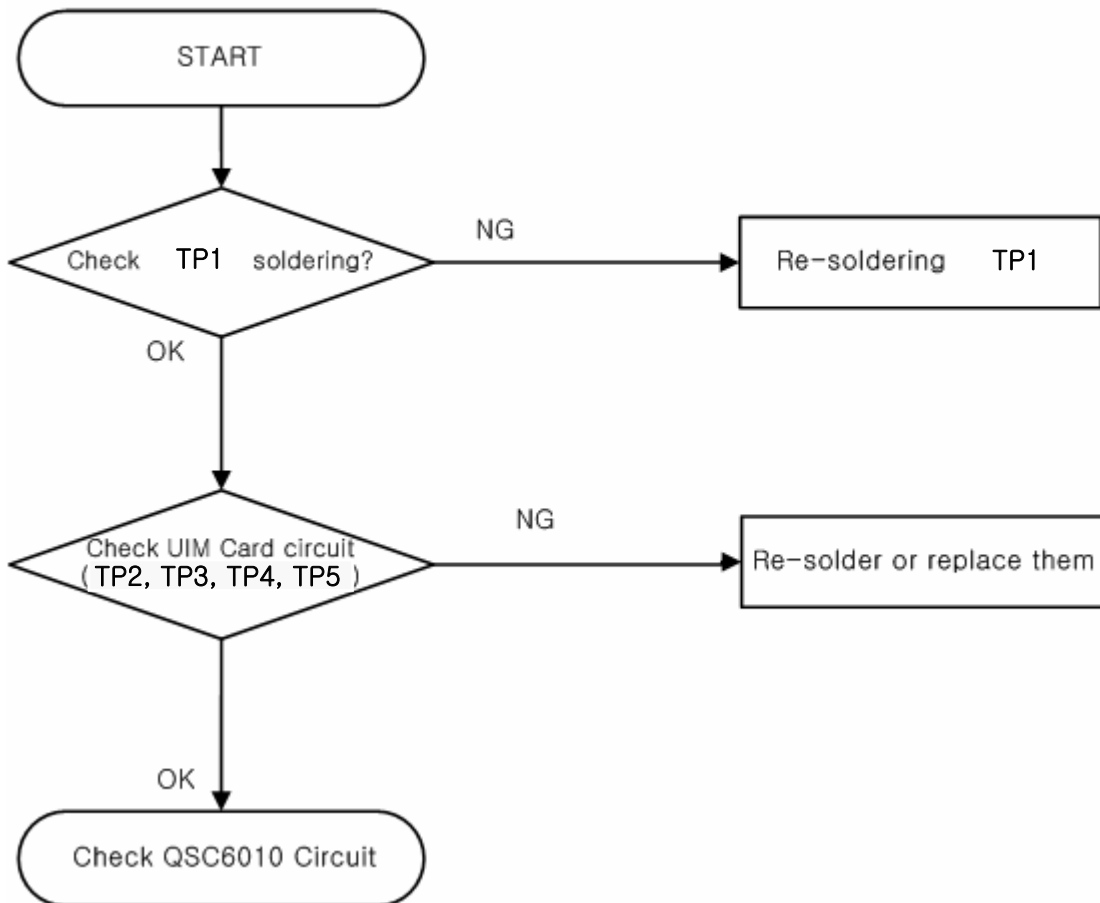 START
Check TP1 soldering?
NG
Re-soldering TP1
OK
Check UIM Card circuit
( TP2, TP3, TP4, TP5 )
NG
Re-solder or replace them
OK
Check QSC6010 Circuit